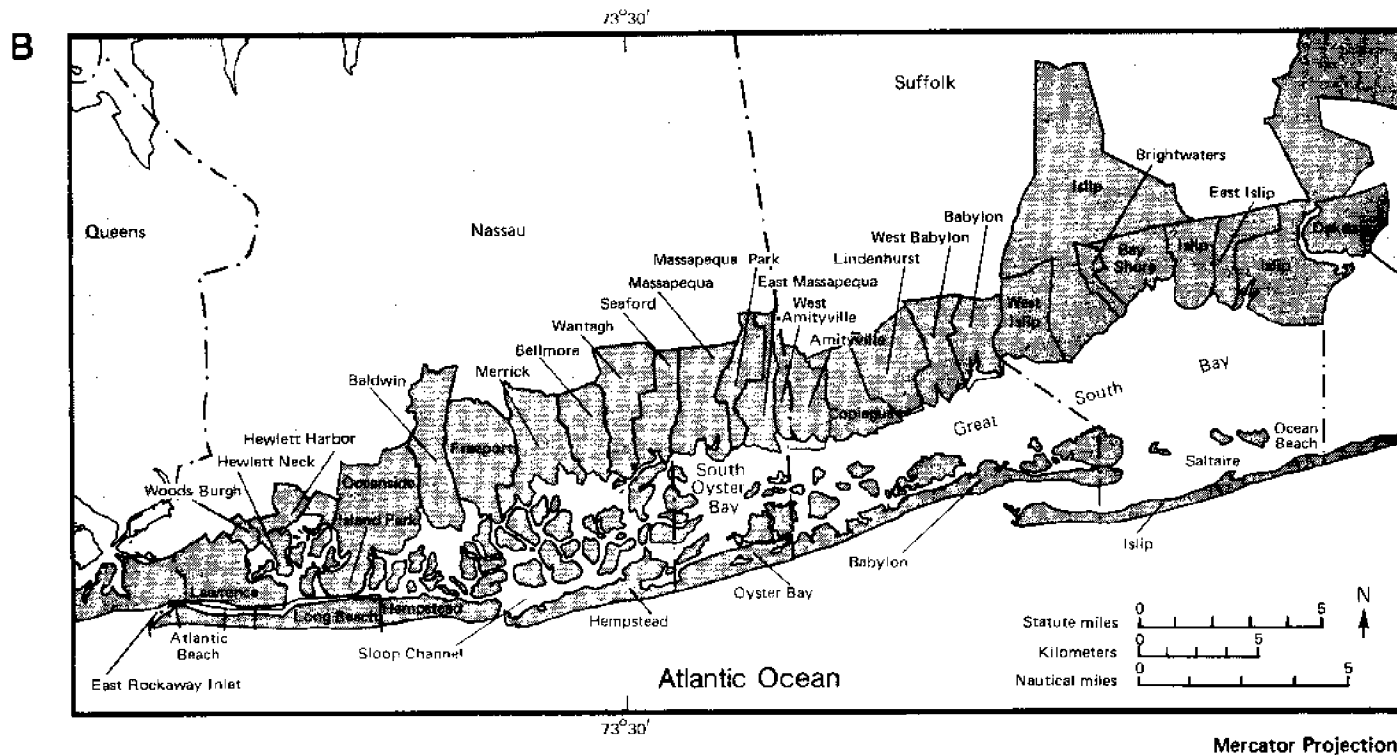 B
73°30'
Suffolk
Brightwaters
Islip
East Islip
Queens
Nassau
Babylon
West Babylon
Lindenhurst
Bay
Shore
Islip
Islip
Massapequa Park
Massapequa
East Massapequa
Seaford
West
Amityville
Wantagh
Amityville
West
Islip
Bellmore
Merrick
Baldwin
Copiague
Great
South
Bay
Freeport
Hewlett Harbor
Hewlett Neck
Oceanside
Woods Burgh
Island Park
South
Oyster
Bay
Ocean
Beach
Saltaire
Lawrence
Hempstead
Long Beach
Babylon
Islip
Oyster Bay
Hempstead
Atlantic
Beach
Sloop Channel
East Rockaway Inlet
Atlantic Ocean
N
0 5
Statute miles
0 5
Kilometers
0 5
Nautical miles
73°30'
Mercator Projection